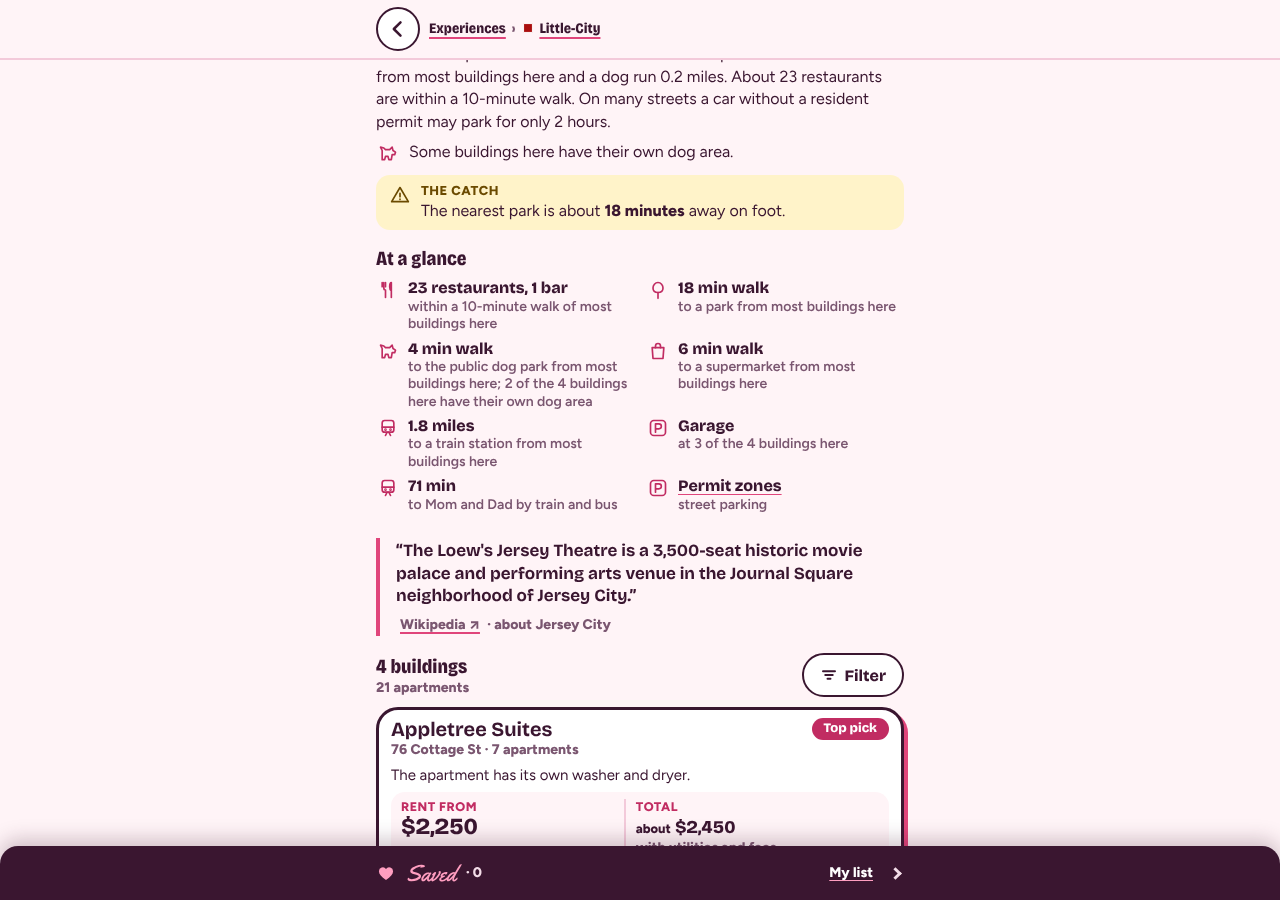 Experiences › Little-City
from most buildings here and a dog run 0.2 miles. About 23 restaurants
are within a 10-minute walk. On many streets a car without a resident
permit may park for only 2 hours.
Some buildings here have their own dog area.
THE CATCH
The nearest park is about 18 minutes away on foot.
At a glance
23 restaurants, 1 bar
within a 10-minute walk of most
buildings here
18 min walk
to a park from most buildings here
4 min walk
to the public dog park from most
buildings here; 2 of the 4 buildings
here have their own dog area
6 min walk
to a supermarket from most
buildings here
1.8 miles
to a train station from most
buildings here
Garage
at 3 of the 4 buildings here
71 min
to Mom and Dad by train and bus
Permit zones
street parking
“The Loew's Jersey Theatre is a 3,500-seat historic movie
palace and performing arts venue in the Journal Square
neighborhood of Jersey City.”
Wikipedia ↗ · about Jersey City
4 buildings
21 apartments
Filter
Appletree Suites
Top pick
76 Cottage St · 7 apartments
The apartment has its own washer and dryer.
RENT FROM
$2,250
TOTAL
about $2,450
with utilities and fees
Saved · 0
My list